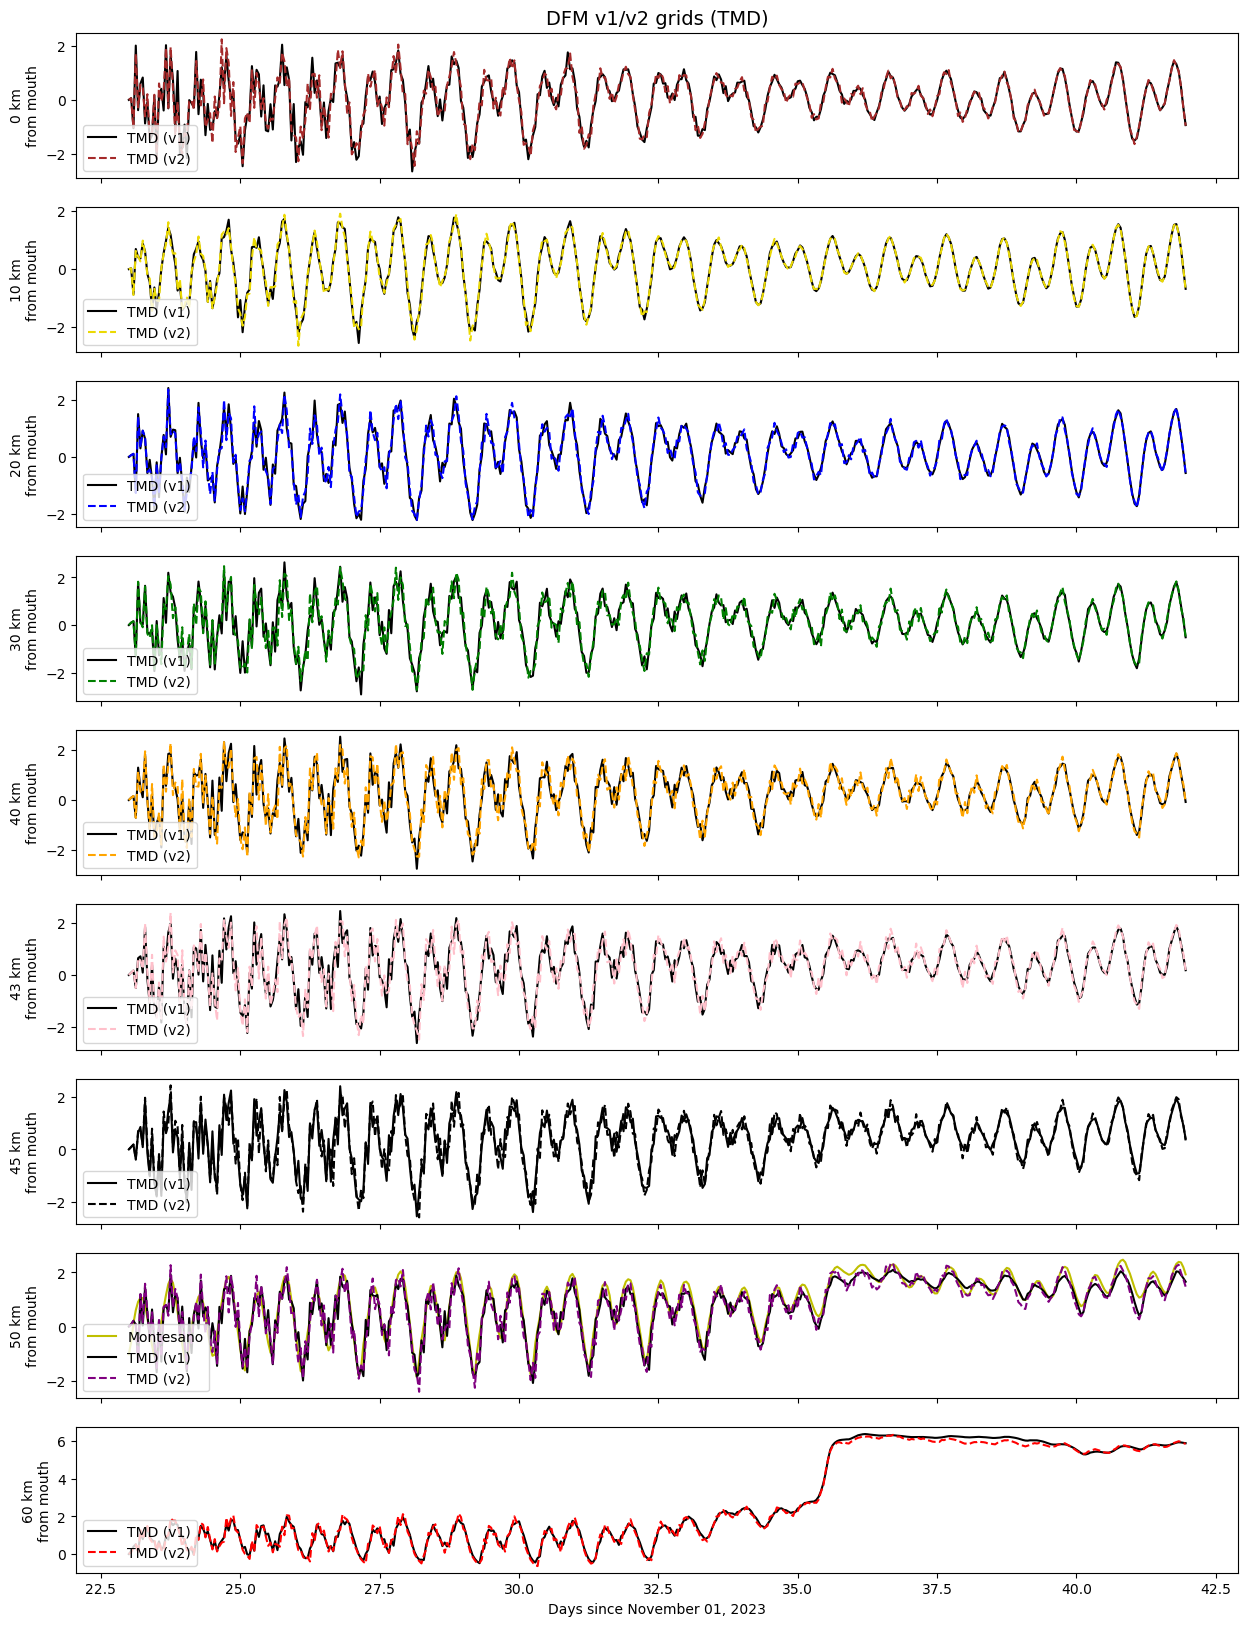 DFM v1/v2 grids (TMD)
2
0
−2
0 km
from mouth
TMD (v1)
TMD (v2)
2
0
−2
10 km
from mouth
TMD (v1)
TMD (v2)
2
0
−2
20 km
from mouth
TMD (v1)
TMD (v2)
2
0
−2
30 km
from mouth
TMD (v1)
TMD (v2)
2
0
−2
40 km
from mouth
TMD (v1)
TMD (v2)
2
0
−2
43 km
from mouth
TMD (v1)
TMD (v2)
2
0
−2
45 km
from mouth
TMD (v1)
TMD (v2)
2
0
−2
50 km
from mouth
Montesano
TMD (v1)
TMD (v2)
6
4
2
0
60 km
from mouth
TMD (v1)
TMD (v2)
22.5 25.0 27.5 30.0 32.5 35.0 37.5 40.0 42.5
Days since November 01, 2023